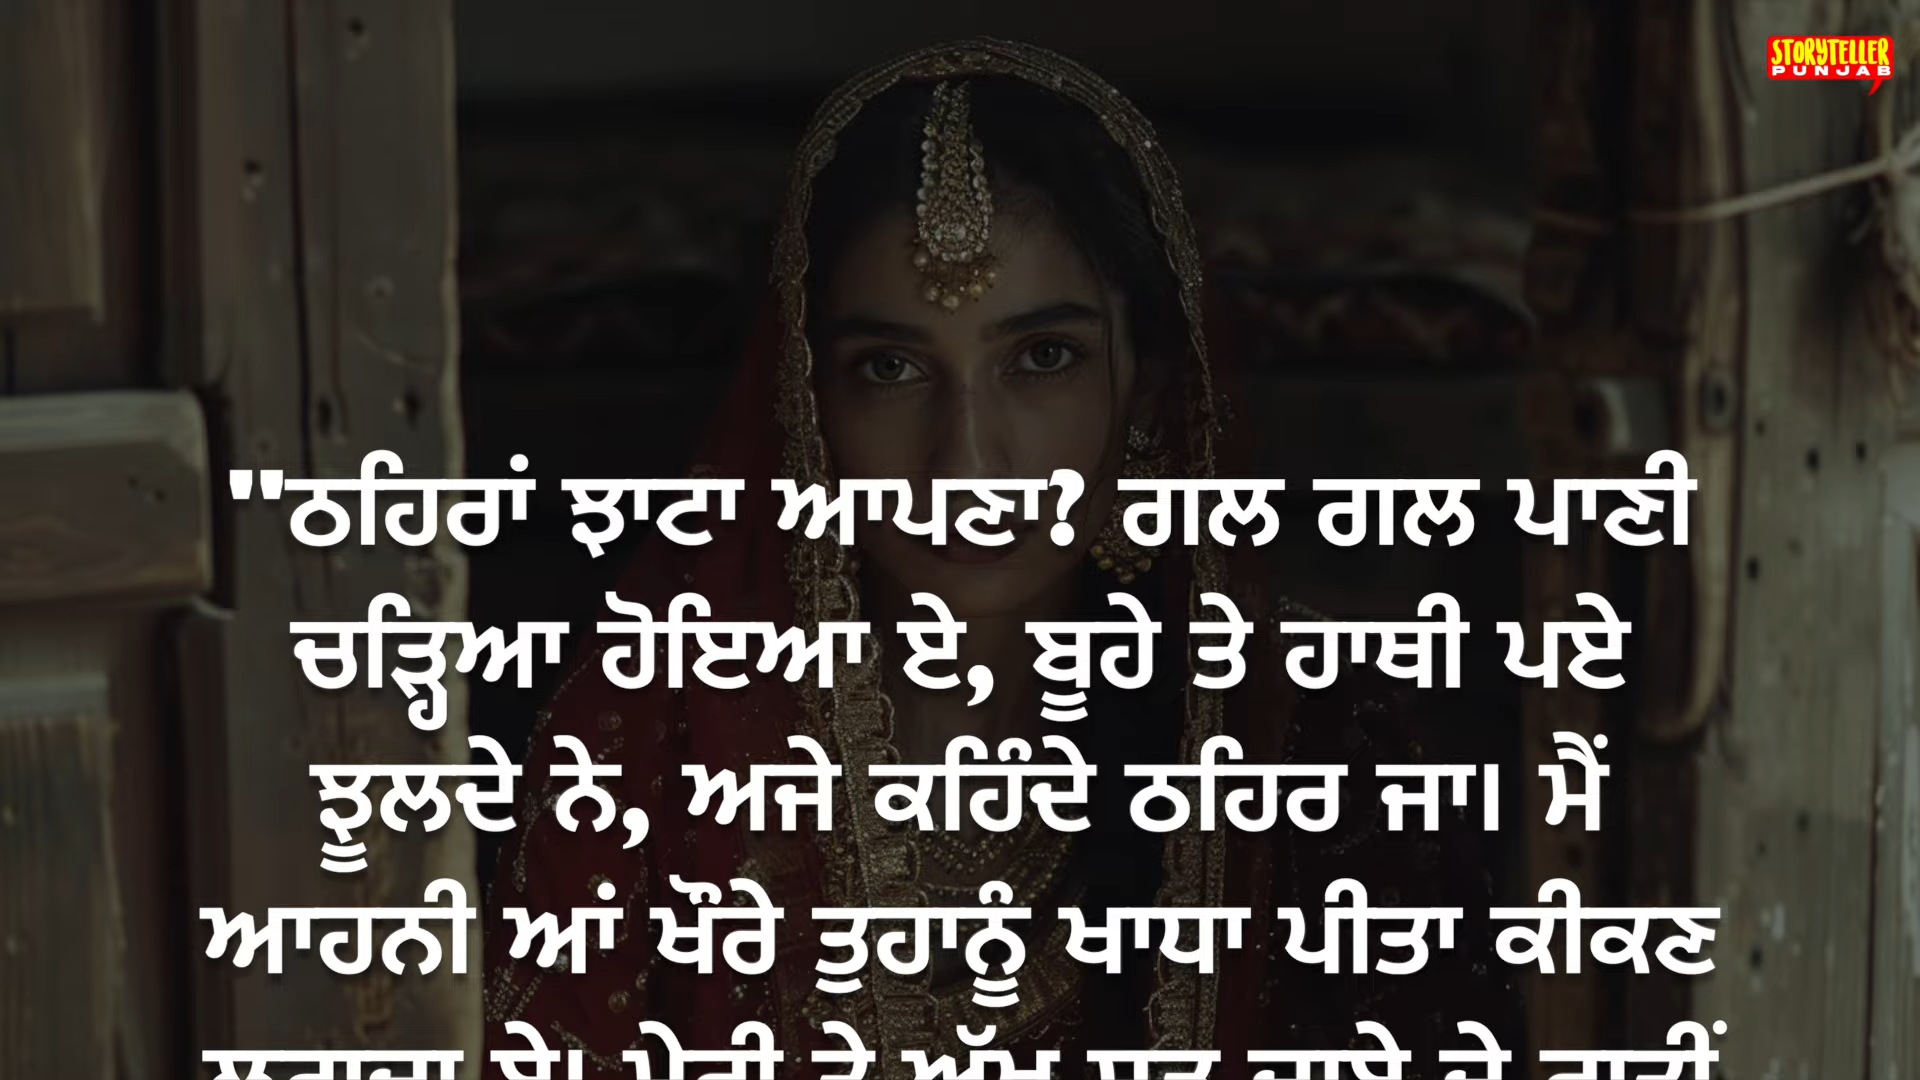 STORYTELLER
PUNJAB
"ਠਹਿਰਾਂ ਝਾਟਾ ਆਪਣਾ? ਗਲ ਗਲ ਪਾਣੀ
ਚੜ੍ਹਿਆ ਹੋਇਆ ਏ, ਬੂਹੇ ਤੇ ਹਾਥੀ ਪਏ
ਝੂਲਦੇ ਨੇ, ਅਜੇ ਕਹਿੰਦੇ ਠਹਿਰ ਜਾ। ਮੈਂ
ਆਹਨੀ ਆਂ ਖੌਰੇ ਤੁਹਾਨੂੰ ਖਾਧਾ ਪੀਤਾ ਕੀਕਣ